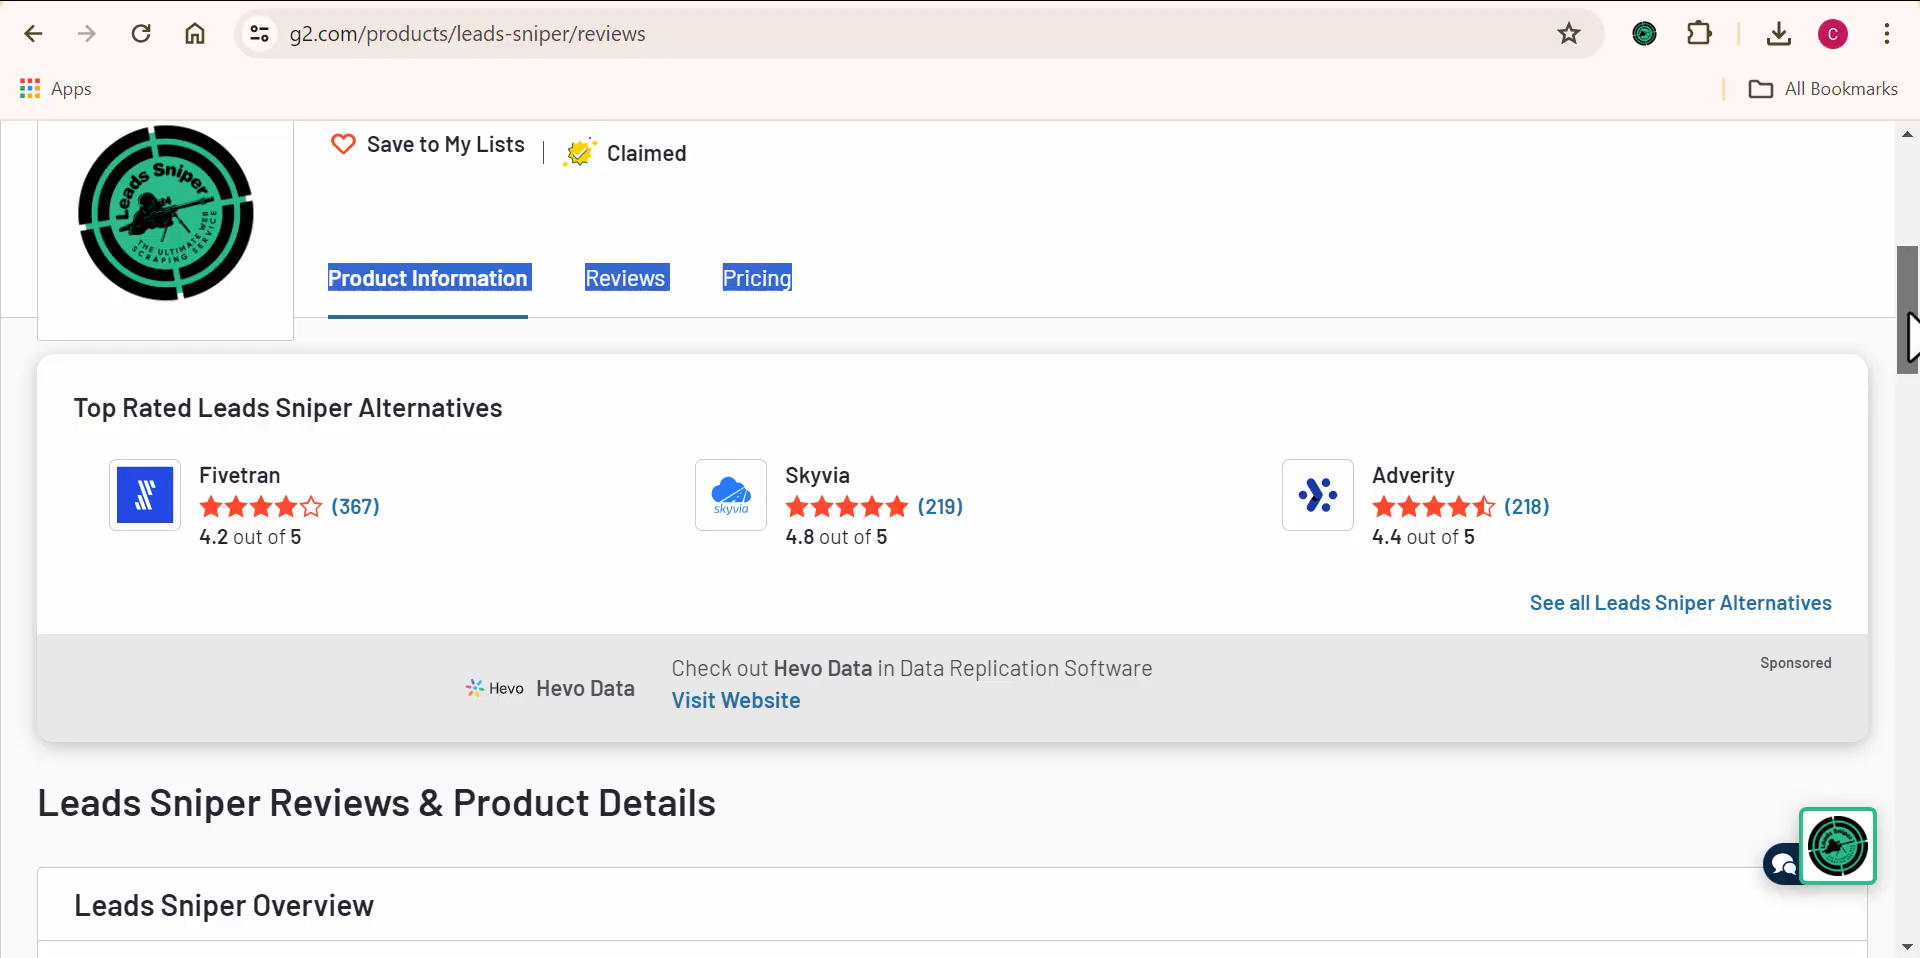 g2.com/products/leads-sniper/reviews
C
Apps
All Bookmarks
Leads Sniper
THE ULTIMATE WEB
SCRAPING SERVICE
Save to My Lists
Claimed
Product Information
Reviews
Pricing
Top Rated Leads Sniper Alternatives
Fivetran
(367)
4.2 out of 5
skyvia
Skyvia
(219)
4.8 out of 5
Adverity
(218)
4.4 out of 5
See all Leads Sniper Alternatives
Hevo
Hevo Data
Check out Hevo Data in Data Replication Software
Visit Website
Sponsored
Leads Sniper Reviews & Product Details
Leads Sniper Overview